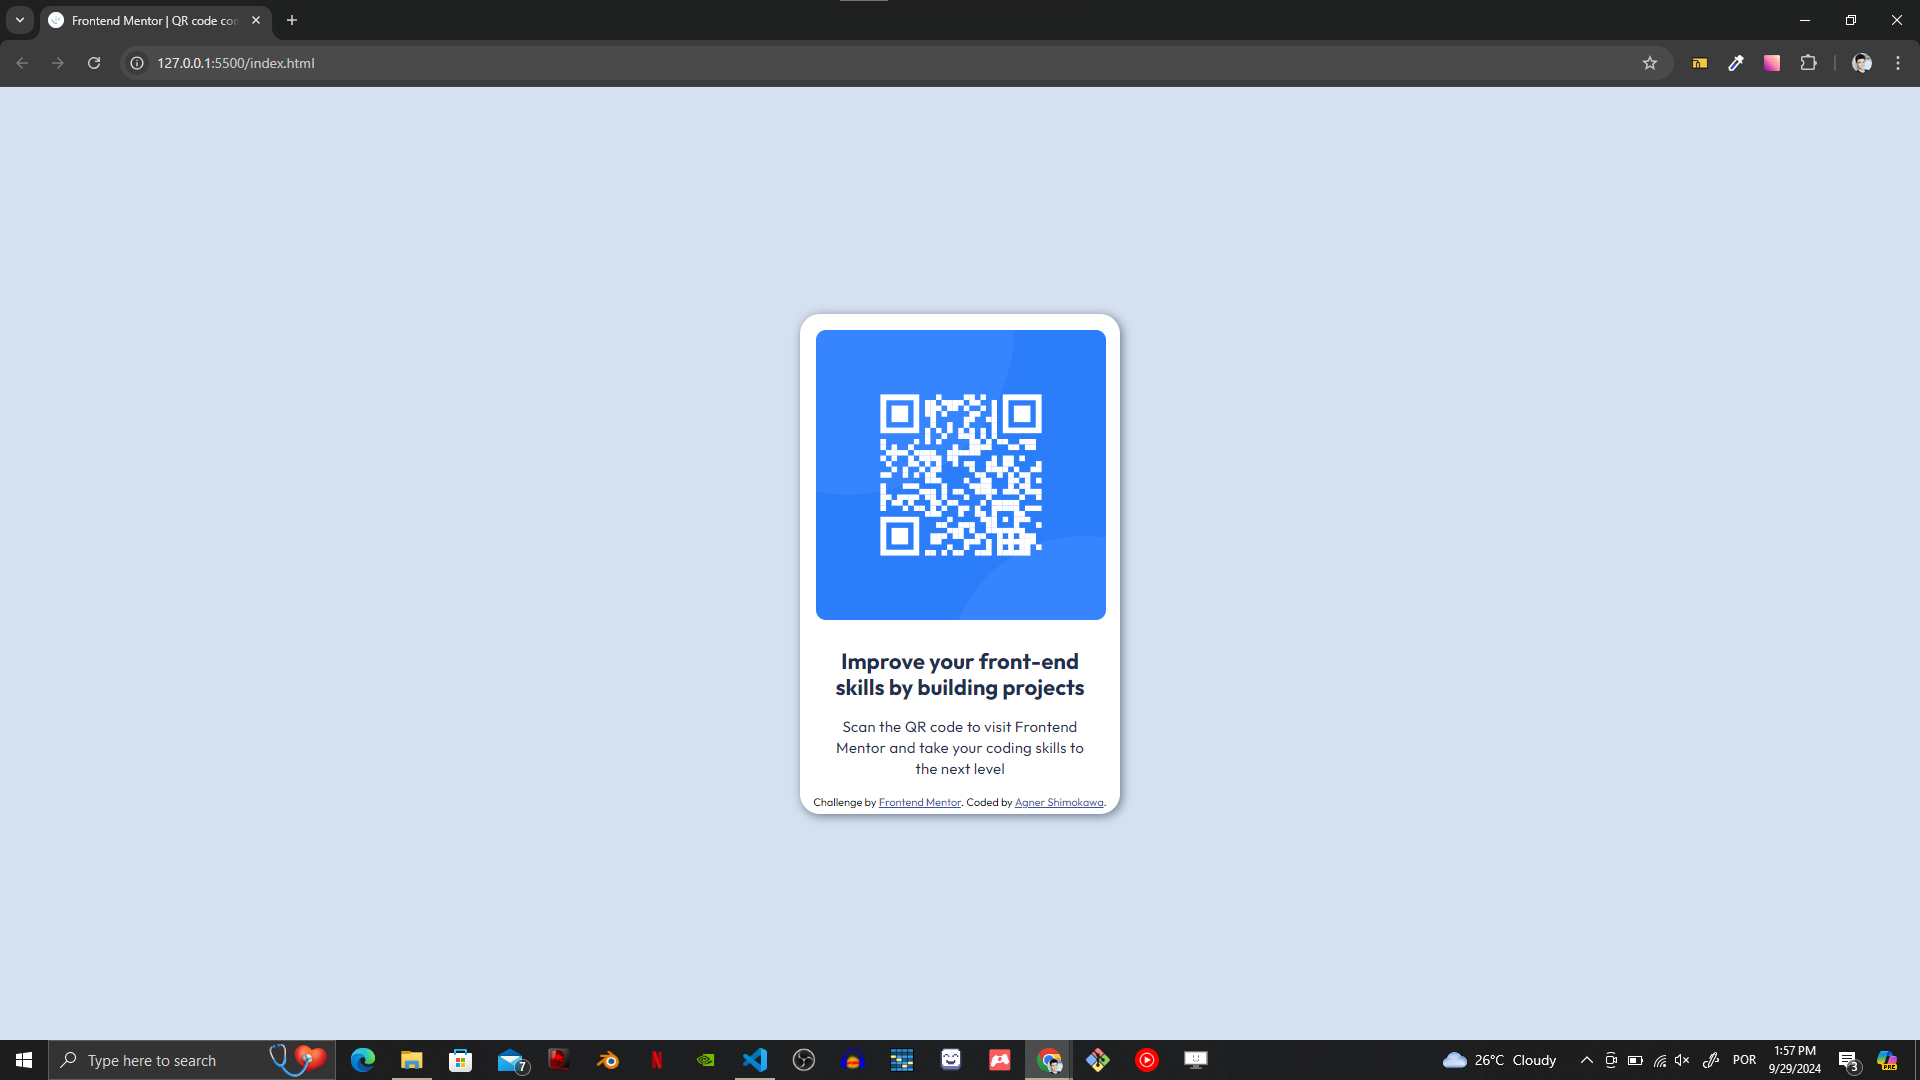 Frontend Mentor | QR code con
127.0.0.1:5500/index.html
Improve your front-end
skills by building projects
Scan the QR code to visit Frontend
Mentor and take your coding skills to
the next level
Challenge by Frontend Mentor. Coded by Agner Shimokawa.
Type here to search
7
N
26°C Cloudy
POR
1:57 PM
9/29/2024
3
PRE